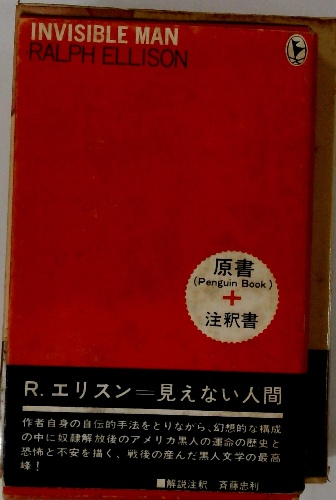 INVISIBLE MAN
RALPH ELLISON
原書
(Penguin Book)
+
注釈書
R.エリスン＝見えない人間
作者自身の自伝的手法をとりながら、幻想的な構成
の中に奴隷解放後のアメリカ黒人の運命の歴史と
恐怖と不安を描く、戦後の産んだ黒人文学の最高
峰！
■解説注釈 斉藤忠利